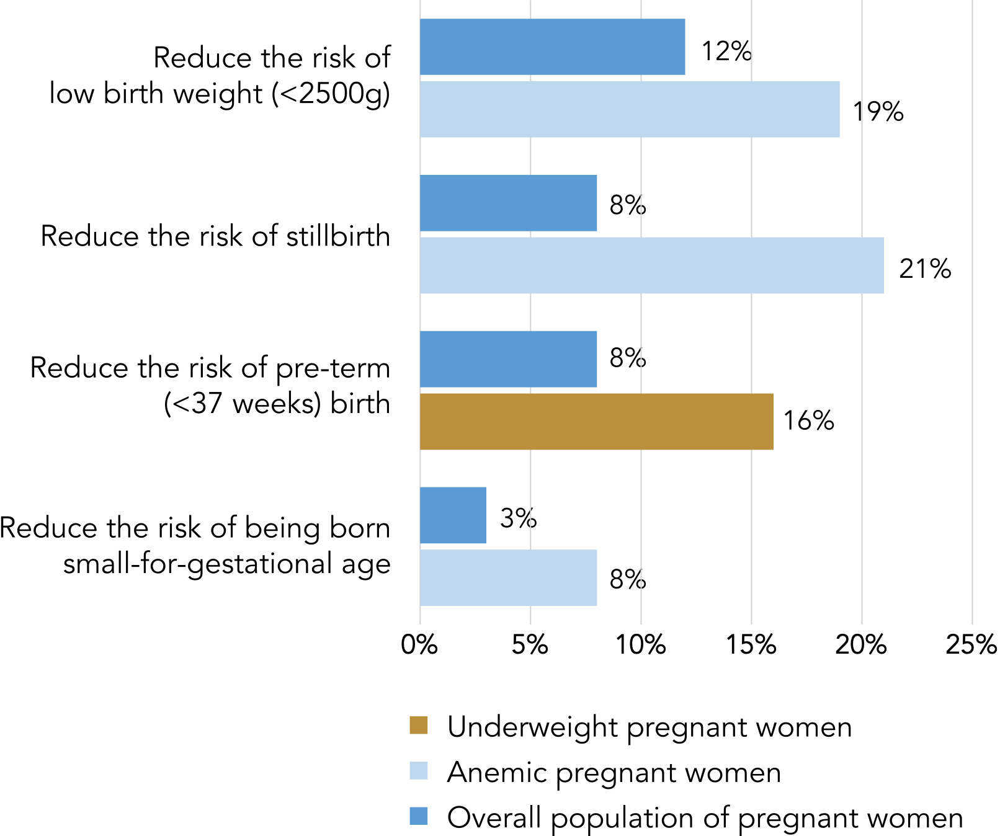 Reduce the risk of
low birth weight (<2500g)
12%
19%
Reduce the risk of stillbirth
8%
21%
Reduce the risk of pre-term
(<37 weeks) birth
8%
16%
Reduce the risk of being born
small-for-gestational age
3%
8%
0% 5% 10% 15% 20% 25%
Underweight pregnant women
Anemic pregnant women
Overall population of pregnant women